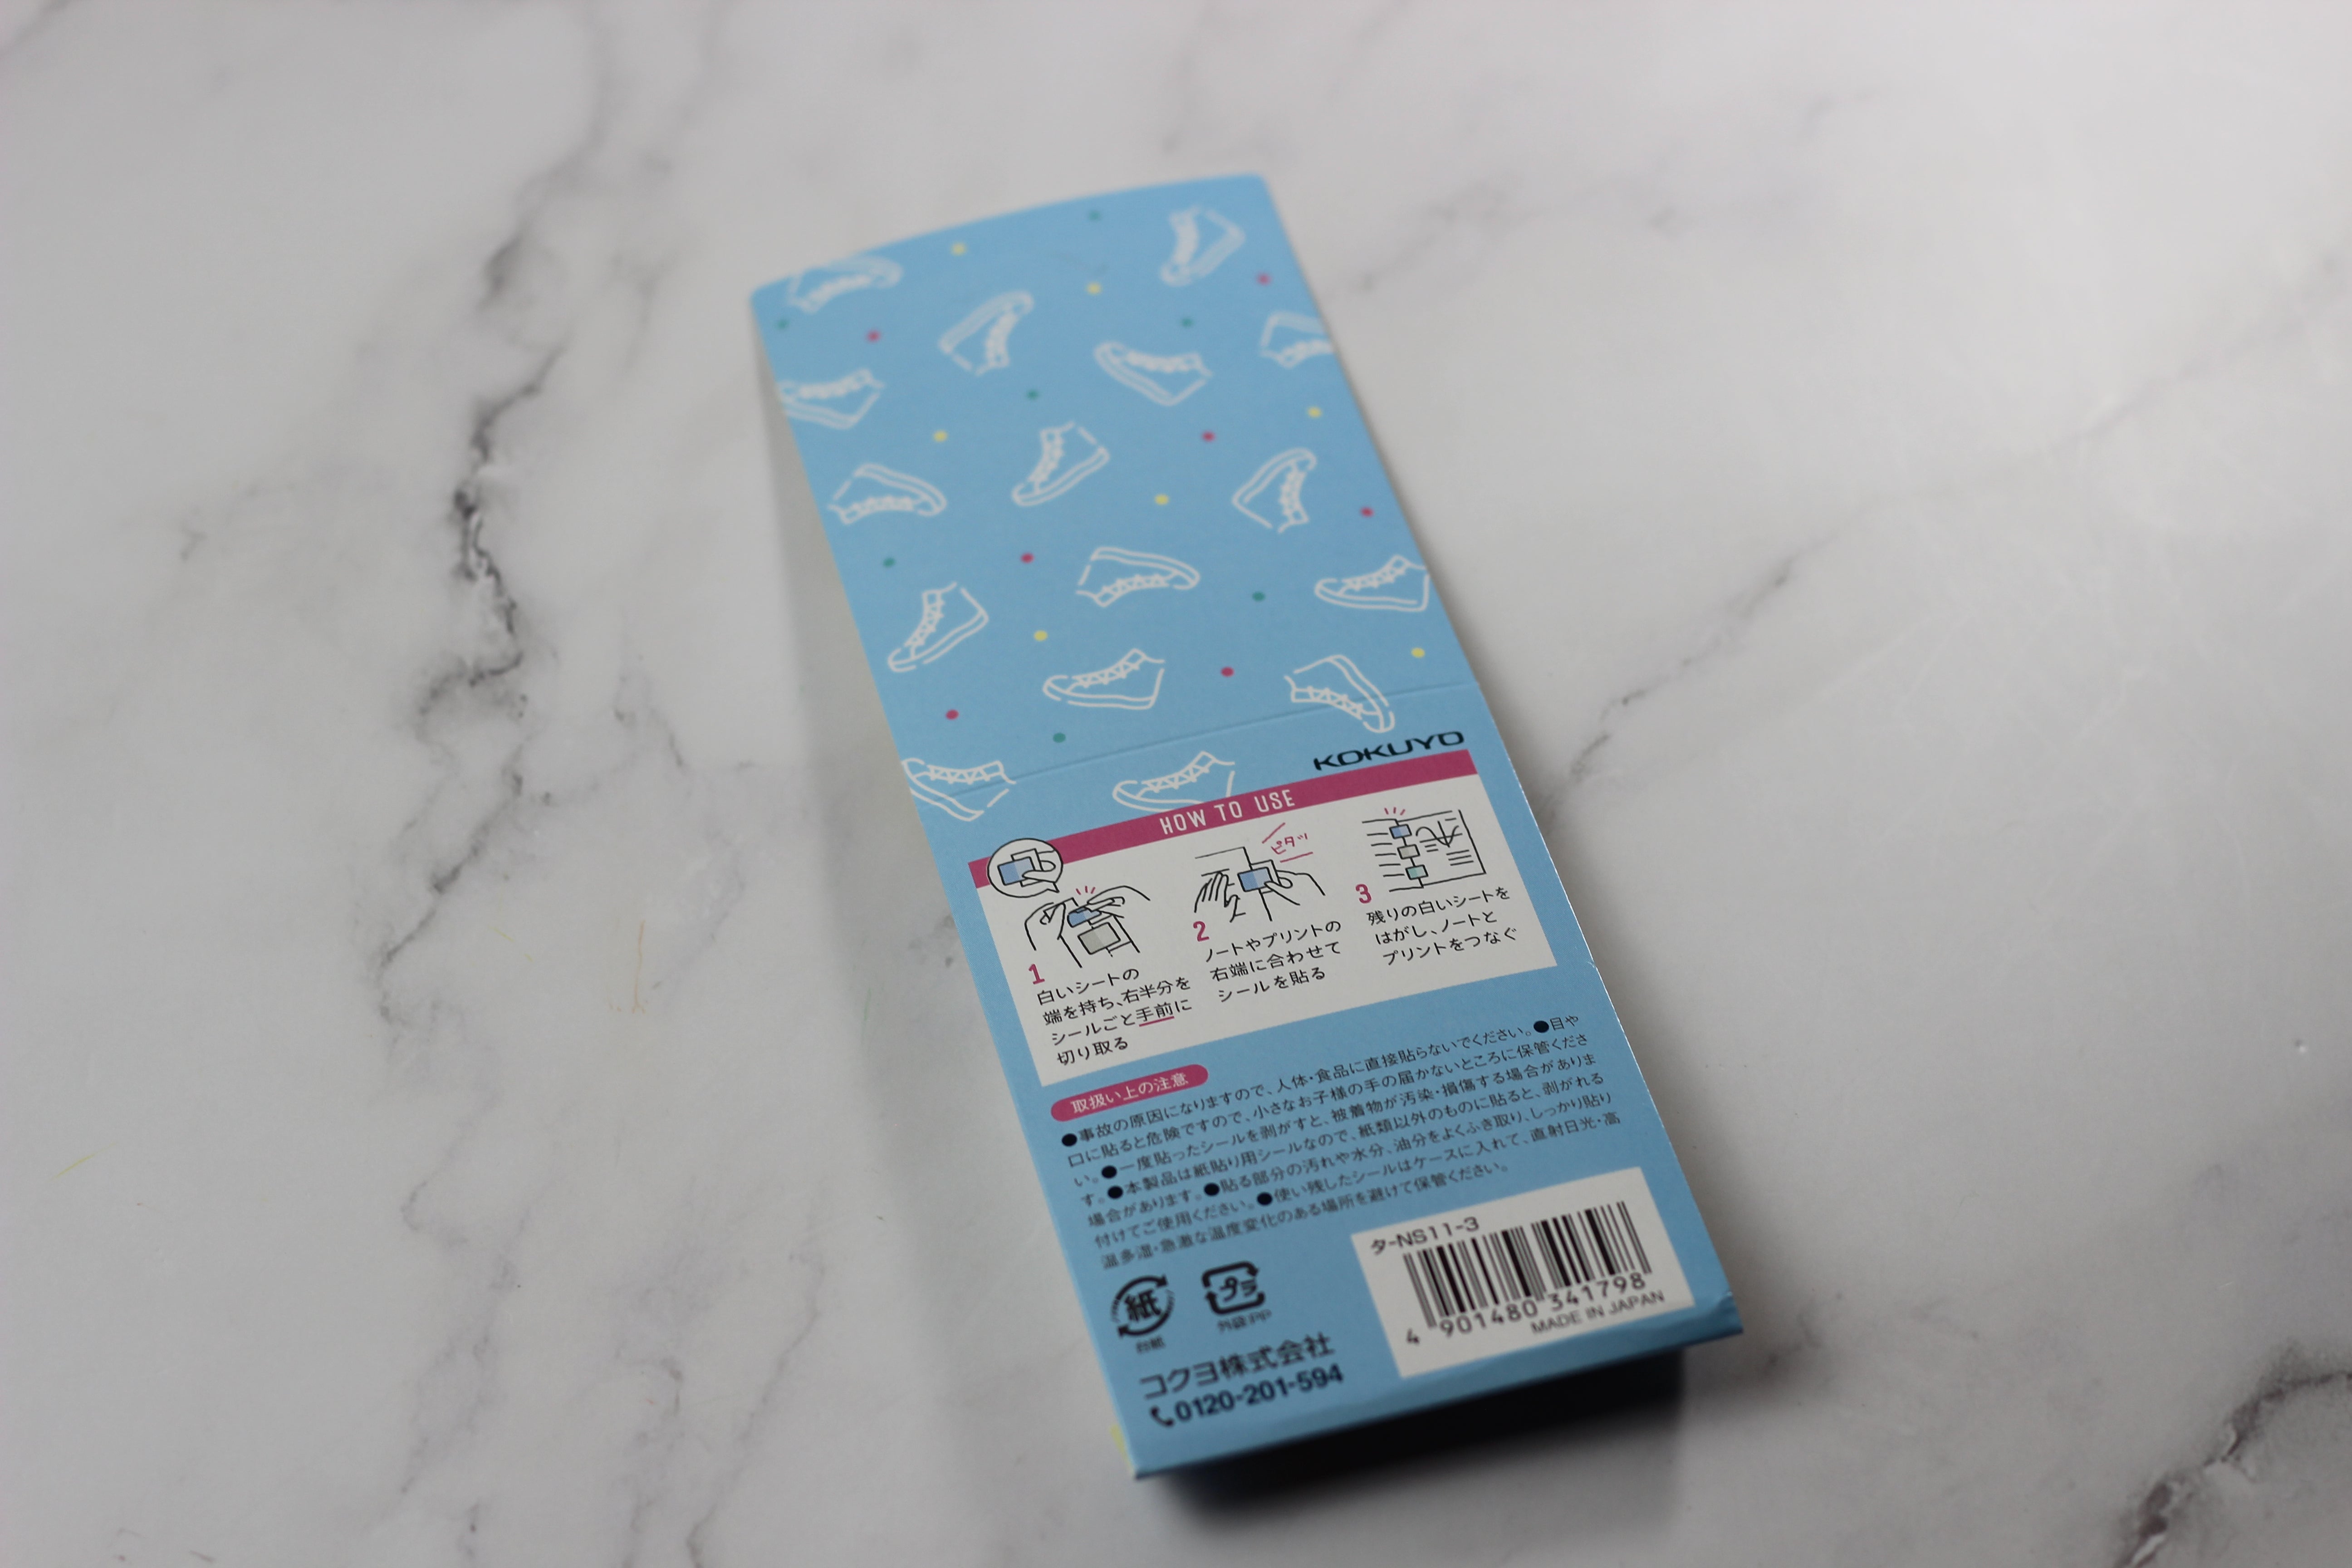 KOKUYO
HOW TO USE
ピタッ
1
白いシートの
端を持ち、右半分を
シールごと手前に
切り取る
2
ノートやプリントの
右端に合わせて
シールを貼る
3
残りの白いシートを
はがし、ノートと
プリントをつなぐ
取扱い上の注意
●事故の原因になりますので、人体・食品に直接貼らないでください。●目や
口に貼ると危険ですので、小さなお子様の手の届かないところに保管くださ
い。●一度貼ったシールを剥がすと、被着物が汚染・損傷する場合がありま
す。●本製品は紙貼り用シールなので、紙類以外のものに貼ると、剥がれる
場合があります。●貼る部分の汚れや水分、油分をよくふき取り、しっかり貼り
付けてご使用ください。●使い残したシールはケースに入れて、直射日光・高
温多湿・急激な温度変化のある場所を避けて保管ください。
紙
台紙
プラ
外袋:PP
コクヨ株式会社
0120-201-594
タ-NS11-3
4 901480 341798
MADE IN JAPAN